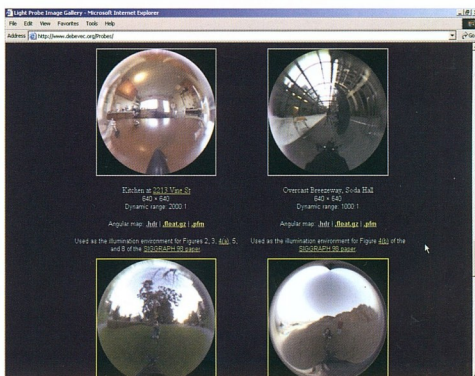 Light Probe Image Gallery - Microsoft Internet Explorer
File Edit View Favorites Tools Help
Address http://www.debevec.org/Probes/
Kitchen at 2213 Vine St
640 × 640
Dynamic range: 2000:1
Angular map: .hdr | .float.gz | .pfm
Used as the illumination environment for Figures 2, 3, 4(a), 5,
and 8 of the SIGGRAPH 98 paper.
Overcast Breezeway, Soda Hall
640 × 640
Dynamic range: 1000:1
Angular map: .hdr | .float.gz | .pfm
Used as the illumination environment for Figure 4(b) of the
SIGGRAPH 98 paper.